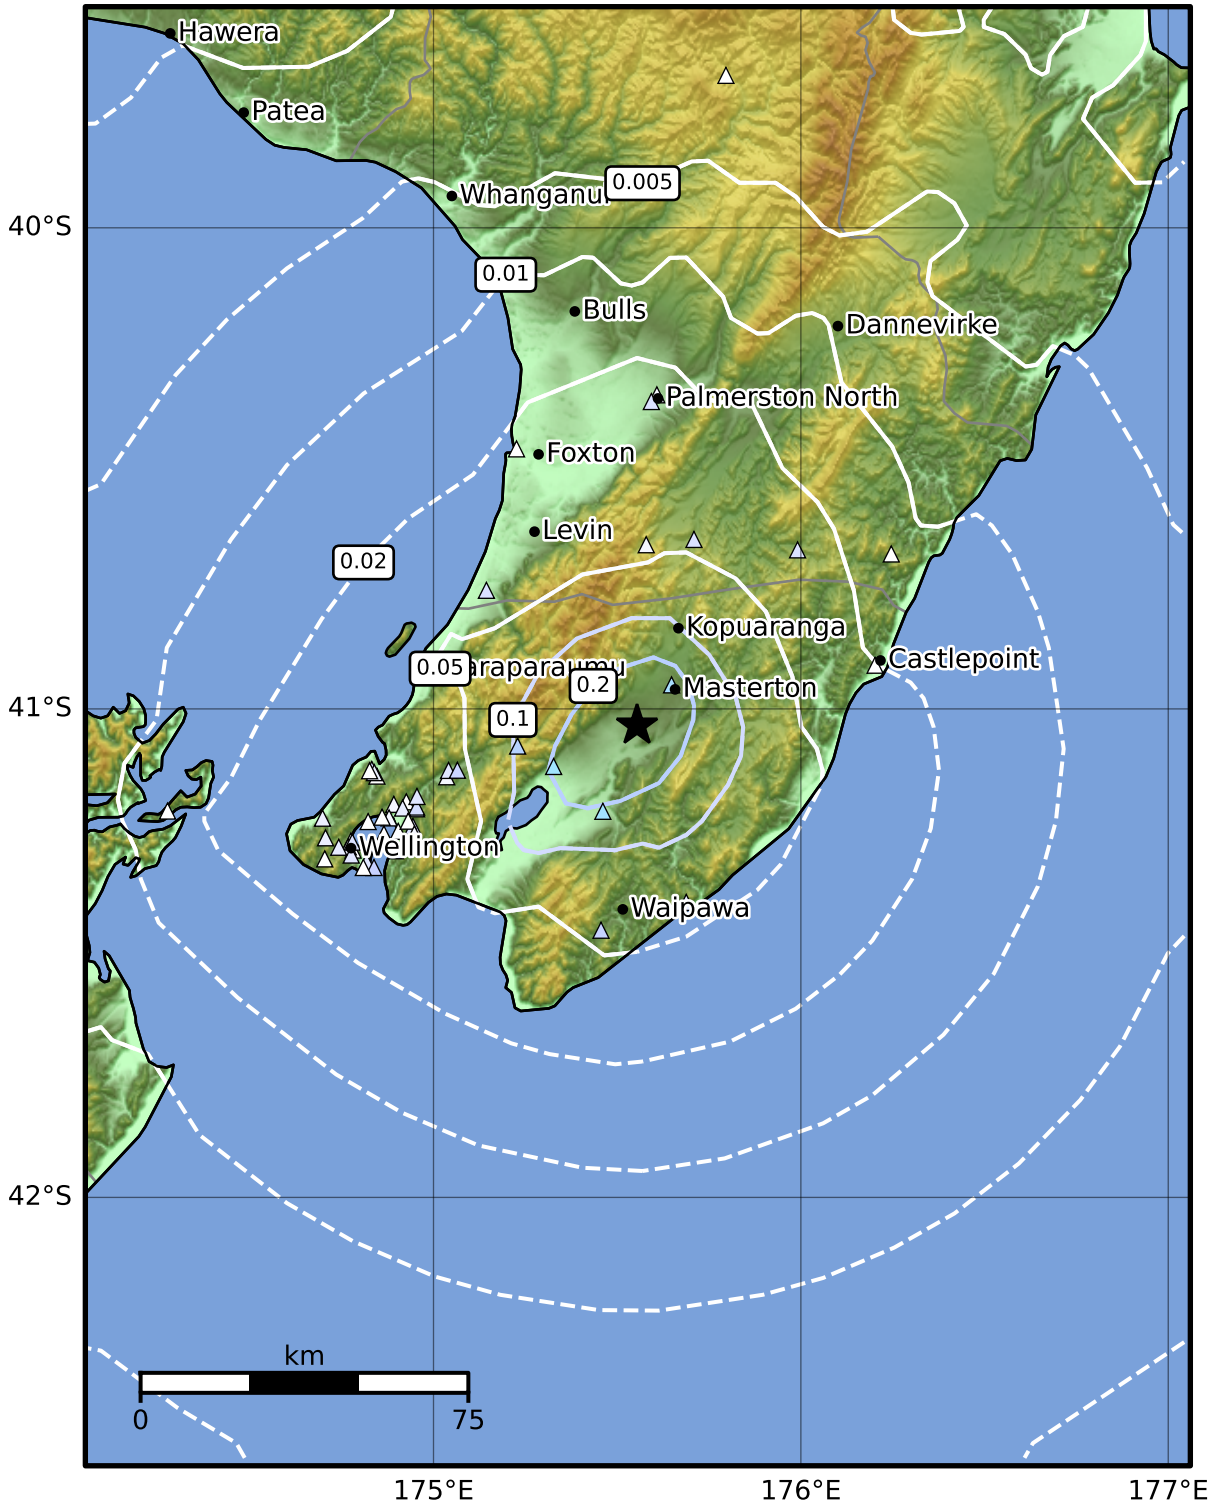 Hawera
Patea
Whanganui
0.005
40°S
0.01
Bulls
Dannevirke
Palmerston North
Foxton
Levin
0.02
Kopuaranga
Castlepoint
0.05
araparaumu
0.2
Masterton
41°S
0.1
Wellington
Waipawa
42°S
km
0
75
175°E
176°E
177°E